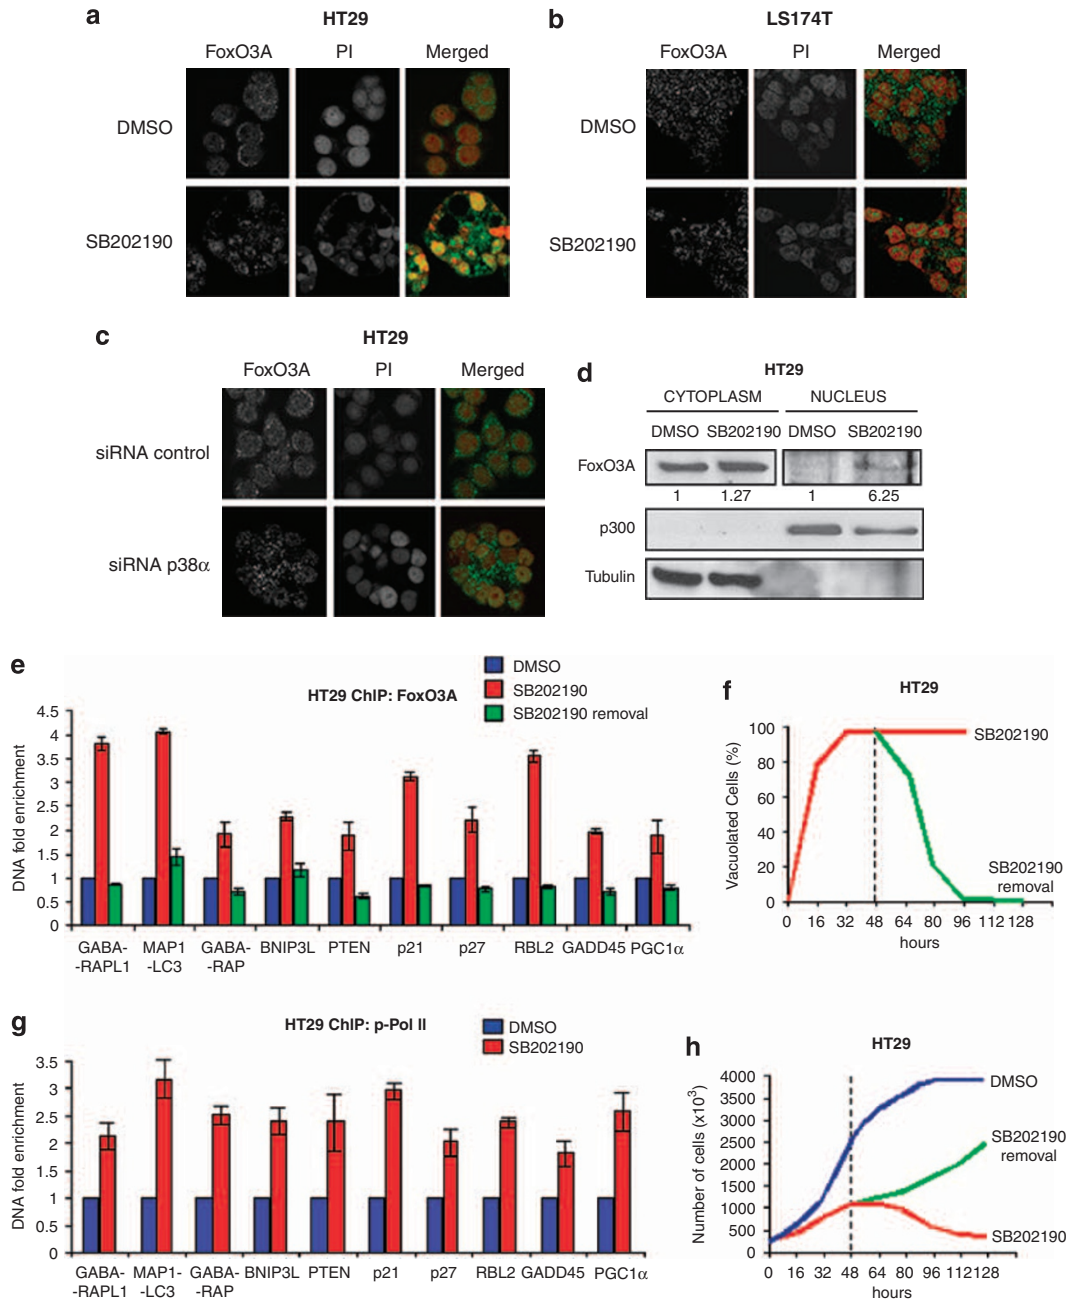 a
HT29
FoxO3A PI Merged
DMSO
SB202190
b
LS174T
FoxO3A PI Merged
DMSO
SB202190
c
HT29
FoxO3A PI Merged
siRNA control
siRNA p38α
d
HT29
CYTOPLASM NUCLEUS
DMSO SB202190 DMSO SB202190
FoxO3A
1 1.27 1 6.25
p300
Tubulin
e
DMSO
SB202190
SB202190 removal
HT29 ChIP: FoxO3A
DNA fold enrichment
4.5
4
3.5
3
2.5
2
1.5
1
0.5
0
GABA- MAP1 GABA- BNIP3L PTEN p21 p27 RBL2 GADD45 PGC1α
-RAPL1 -LC3 -RAP
f
HT29
Vacuolated Cells (%)
100
80
60
40
20
0
SB202190
SB202190
removal
0 16 32 48 64 80 96 112 128
hours
g
HT29 ChIP: p-Pol II
DMSO
SB202190
DNA fold enrichment
3.5
3
2.5
2
1.5
1
0.5
0
GABA- MAP1- GABA- BNIP3L PTEN p21 p27 RBL2 GADD45 PGC1α
-RAPL1 -LC3 -RAP
h
HT29
Number of cells (x10³)
4000
3500
3000
2500
2000
1500
1000
500
0
DMSO
SB202190
removal
SB202190
0 16 32 48 64 80 96 112 128
hours